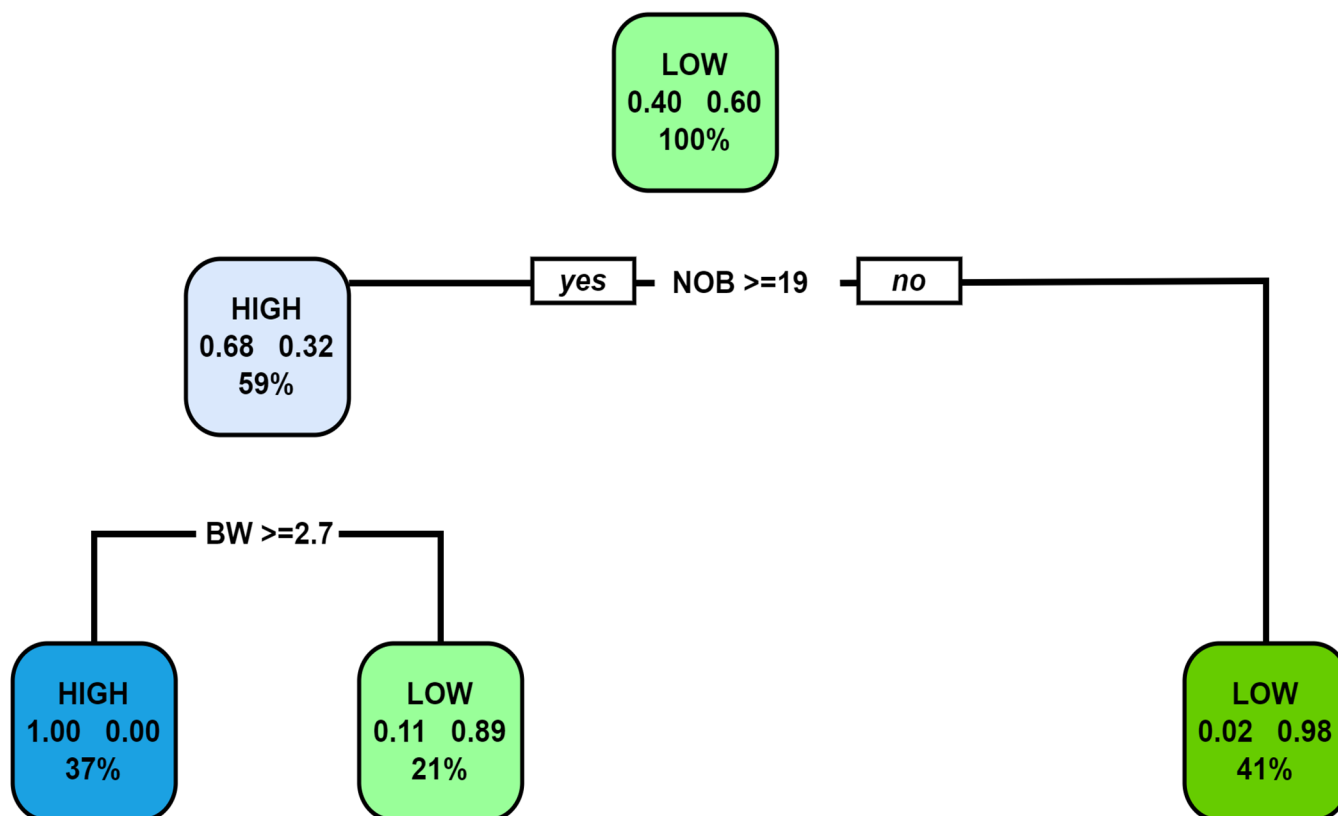 LOW
0.40 0.60
100%
yes NOB >=19 no
HIGH
0.68 0.32
59%
BW >=2.7
HIGH
1.00 0.00
37%
LOW
0.11 0.89
21%
LOW
0.02 0.98
41%